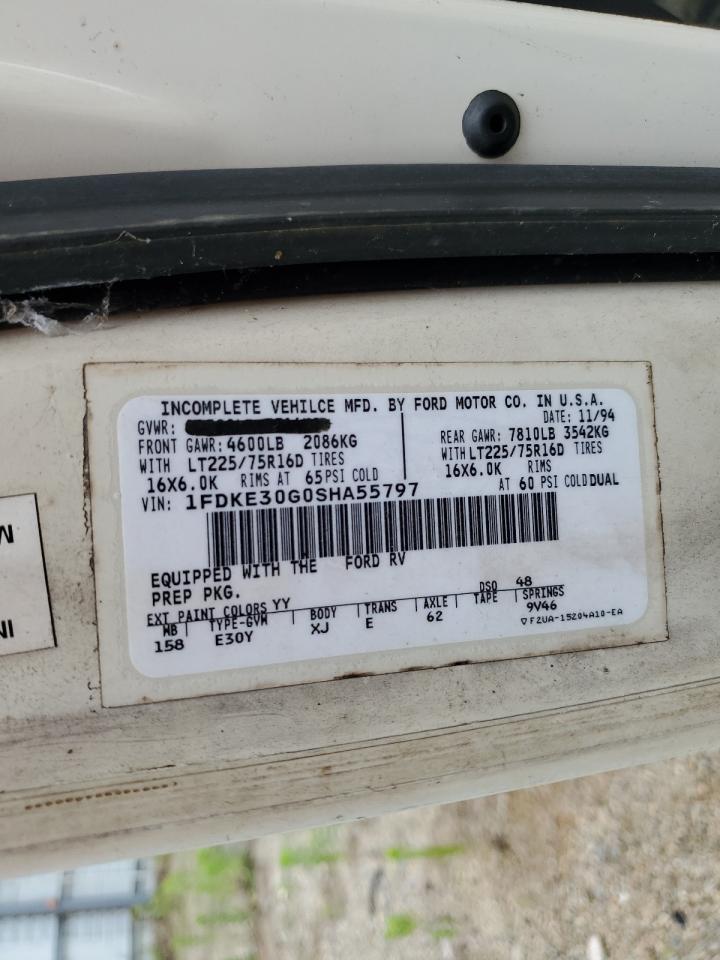 INCOMPLETE VEHILCE MFD. BY FORD MOTOR CO. IN U.S.A.
GVWR:
DATE: 11/94
FRONT GAWR: 4600LB 2086KG
WITH LT225/75R16D TIRES
16X6.0K RIMS AT 65 PSI COLD
REAR GAWR: 7810LB 3542KG
WITH LT225/75R16D TIRES
16X6.0K RIMS
AT 60 PSI COLD DUAL
VIN: 1FDKE30G0SHA55797
EQUIPPED WITH THE FORD RV
PREP PKG.
EXT PAINT COLORS YY DSO 48
WB TYPE-GVW BODY TRANS AXLE TAPE SPRINGS
158 E30Y XJ E 62 9V46
F2UA-15204A10-EA